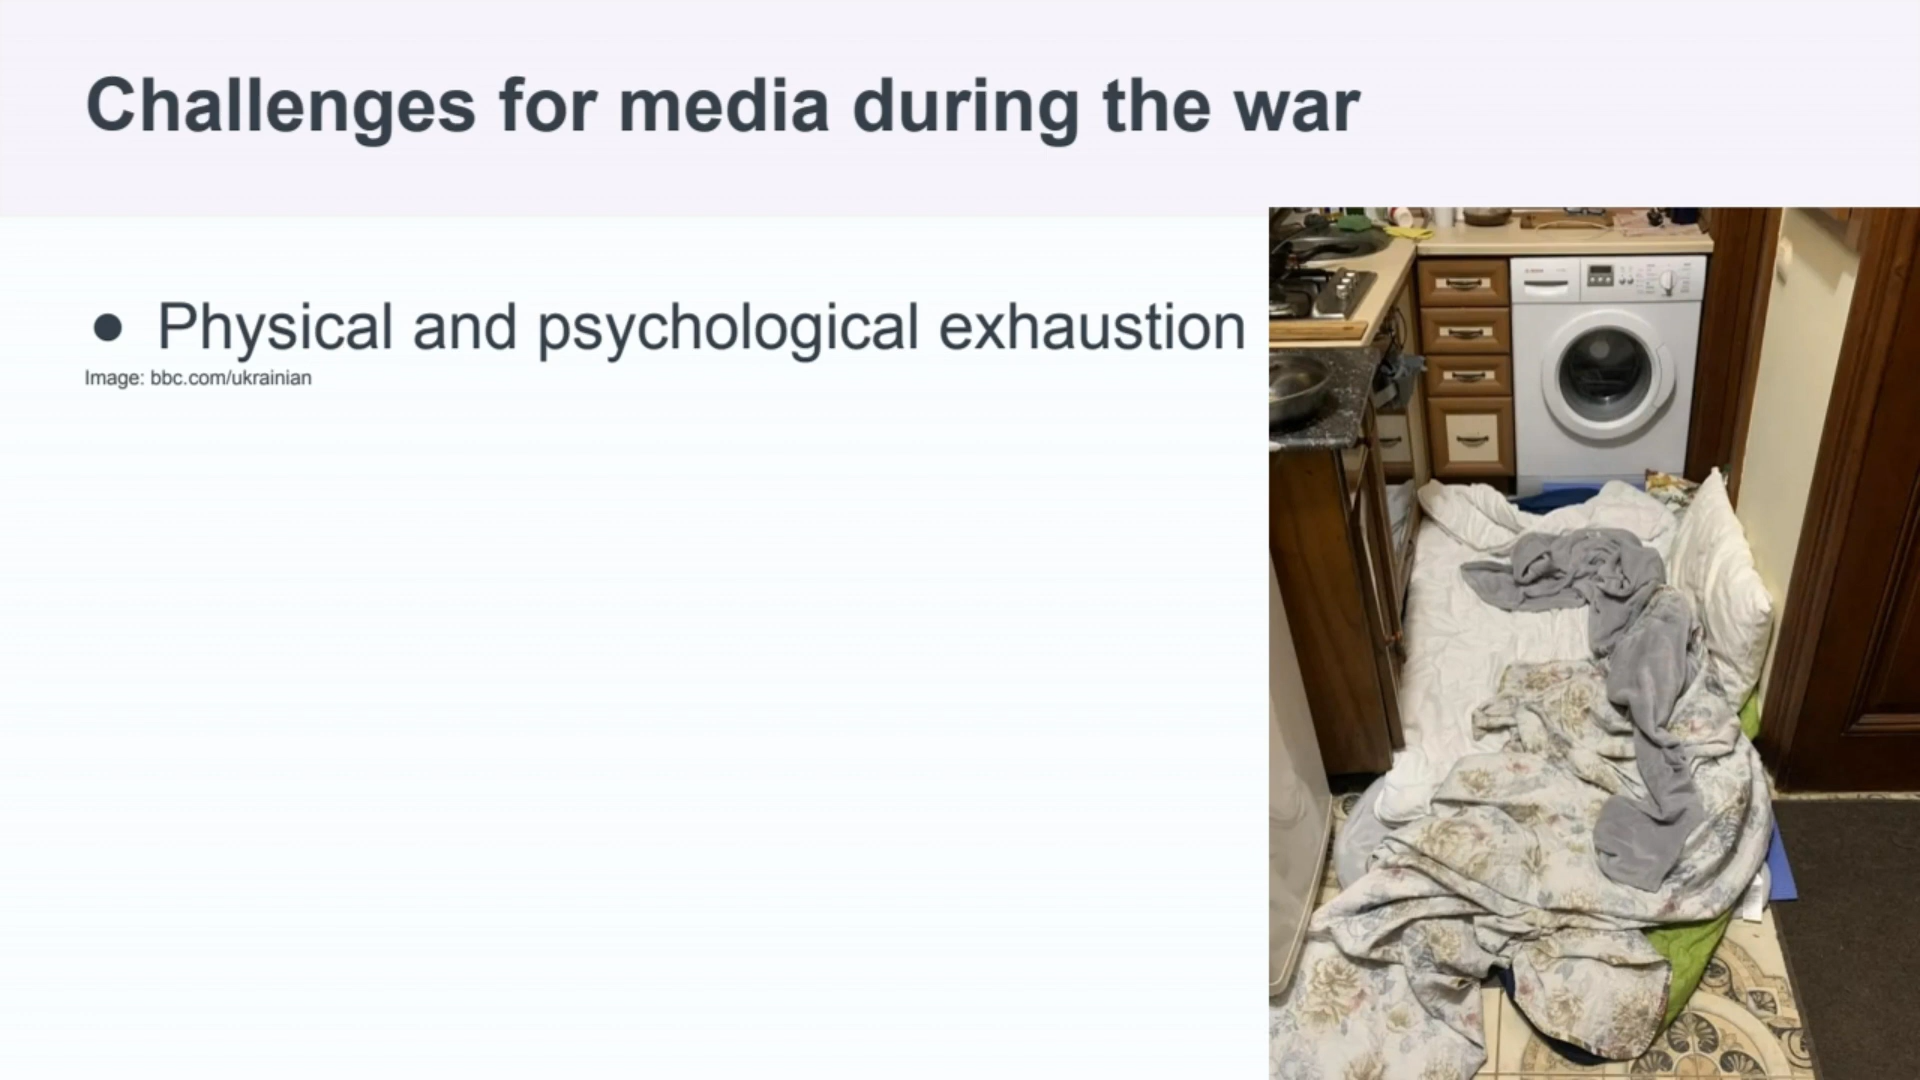 Challenges for media during the war
● Physical and psychological exhaustion
Image: bbc.com/ukrainian